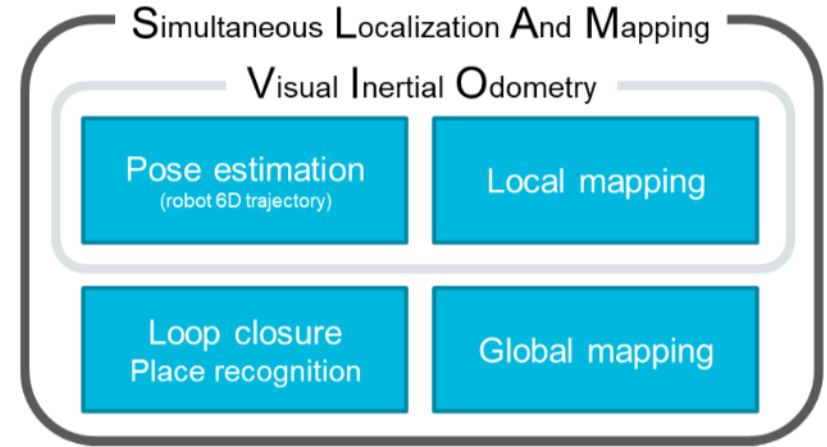 Simultaneous Localization And Mapping
Visual Inertial Odometry
Pose estimation
(robot 6D trajectory)
Local mapping
Loop closure
Place recognition
Global mapping